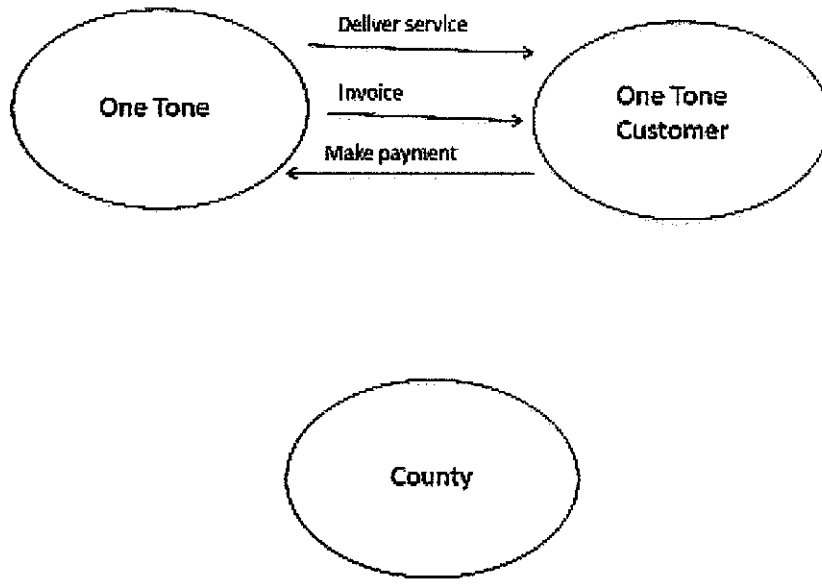 Deliver service
One Tone
Invoice
One Tone
Customer
Make payment
County